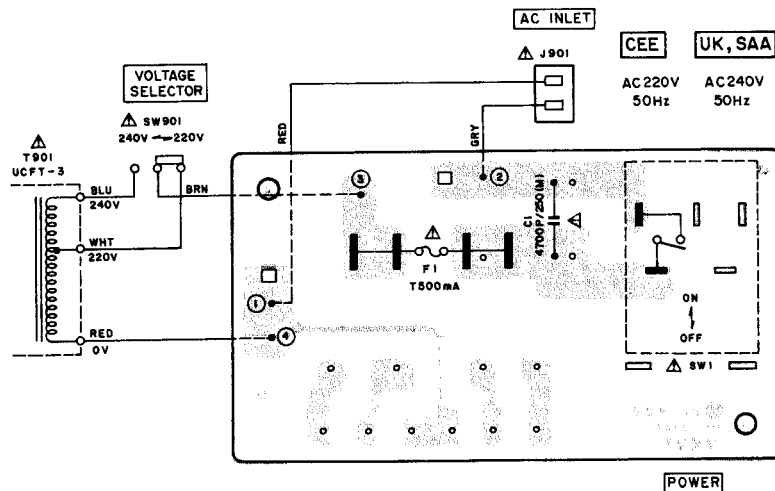 AC INLET
J901
CEE
UK, SAA
AC220V
50Hz
AC240V
50Hz
VOLTAGE
SELECTOR
SW901
240V 220V
T901
UCFT-3
RED
GRY
BLU
240V
BRN
WHT
220V
RED
0V
3
2
1
4
F1
T500mA
C1
4700P/250(M)
ON
OFF
SW1
POWER